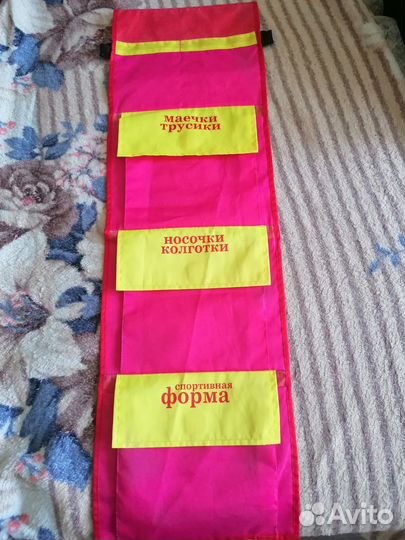 маечки
трусики
носочки
колготки
спортивная
форма
Avito